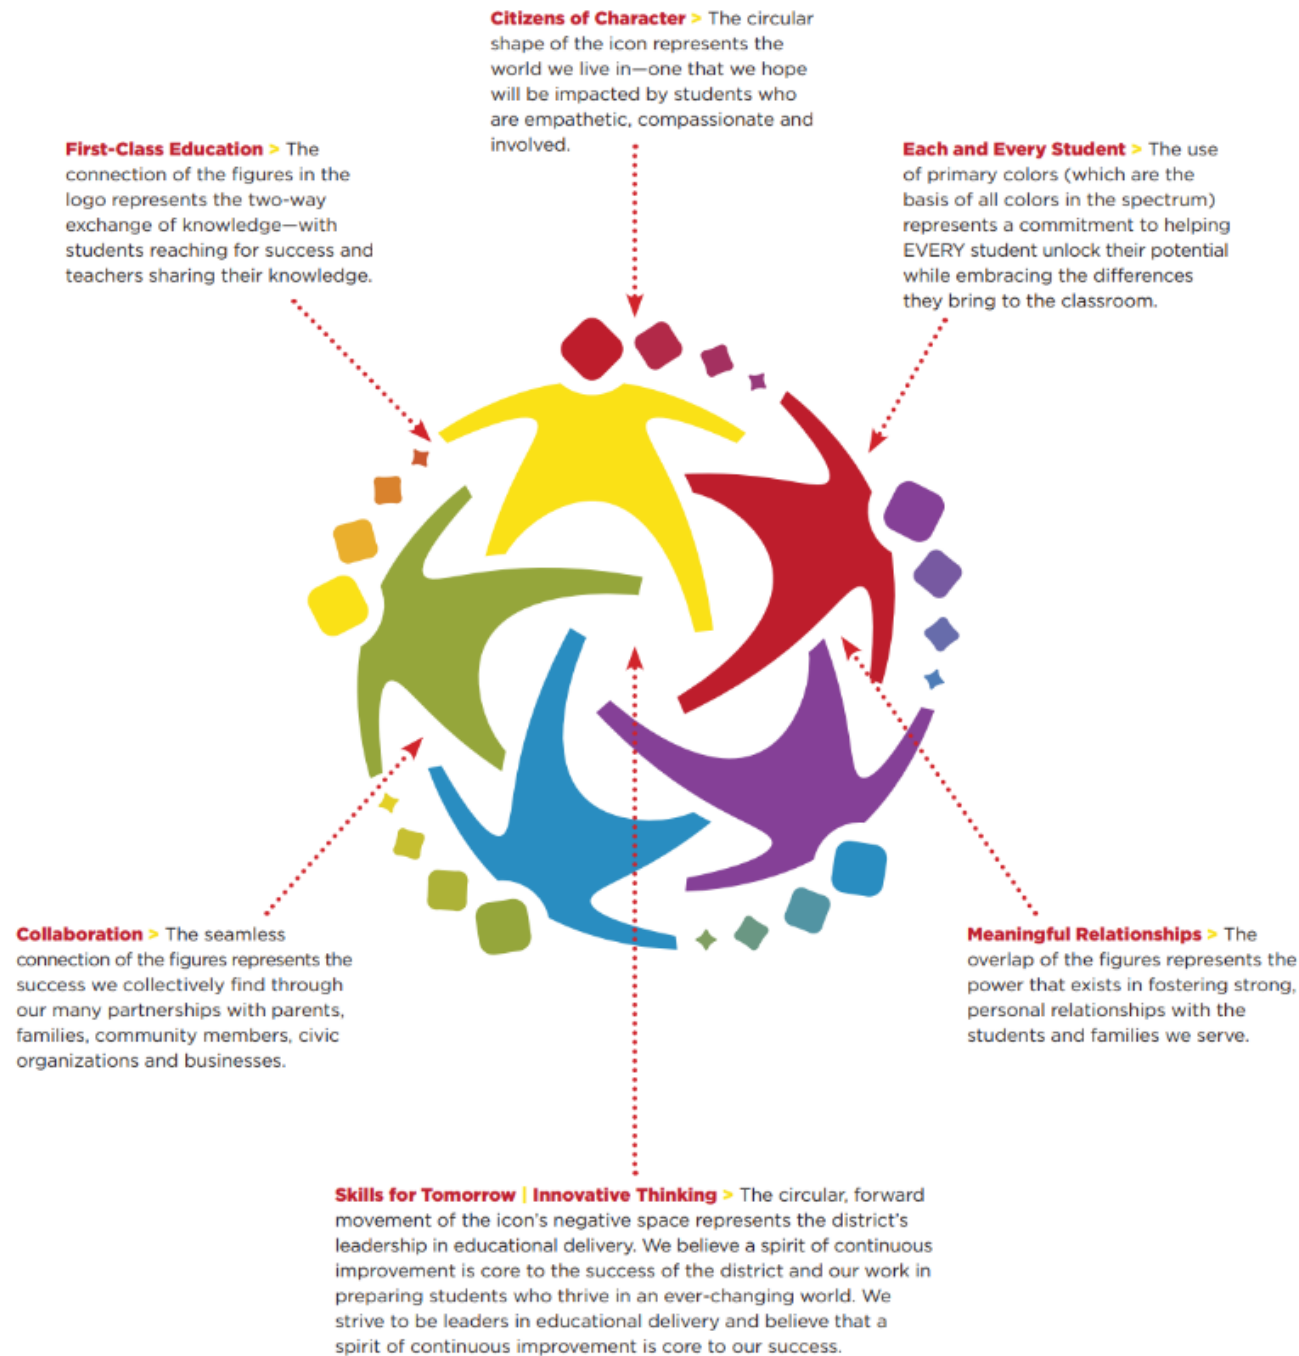 Citizens of Character > The circular
shape of the icon represents the
world we live in—one that we hope
will be impacted by students who
are empathetic, compassionate and
involved.
First-Class Education > The
connection of the figures in the
logo represents the two-way
exchange of knowledge—with
students reaching for success and
teachers sharing their knowledge.
Each and Every Student > The use
of primary colors (which are the
basis of all colors in the spectrum)
represents a commitment to helping
EVERY student unlock their potential
while embracing the differences
they bring to the classroom.
Collaboration > The seamless
connection of the figures represents the
success we collectively find through
our many partnerships with parents,
families, community members, civic
organizations and businesses.
Meaningful Relationships > The
overlap of the figures represents the
power that exists in fostering strong,
personal relationships with the
students and families we serve.
Skills for Tomorrow | Innovative Thinking > The circular, forward
movement of the icon's negative space represents the district's
leadership in educational delivery. We believe a spirit of continuous
improvement is core to the success of the district and our work in
preparing students who thrive in an ever-changing world. We
strive to be leaders in educational delivery and believe that a
spirit of continuous improvement is core to our success.